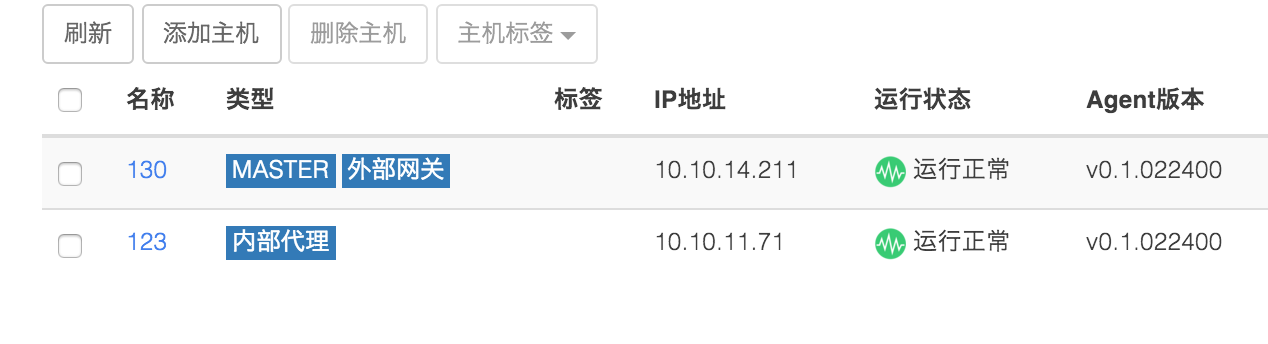 刷新 添加主机 删除主机 主机标签
名称 类型 标签 IP地址 运行状态 Agent版本
130 MASTER 外部网关 10.10.14.211 运行正常 v0.1.022400
123 内部代理 10.10.11.71 运行正常 v0.1.022400